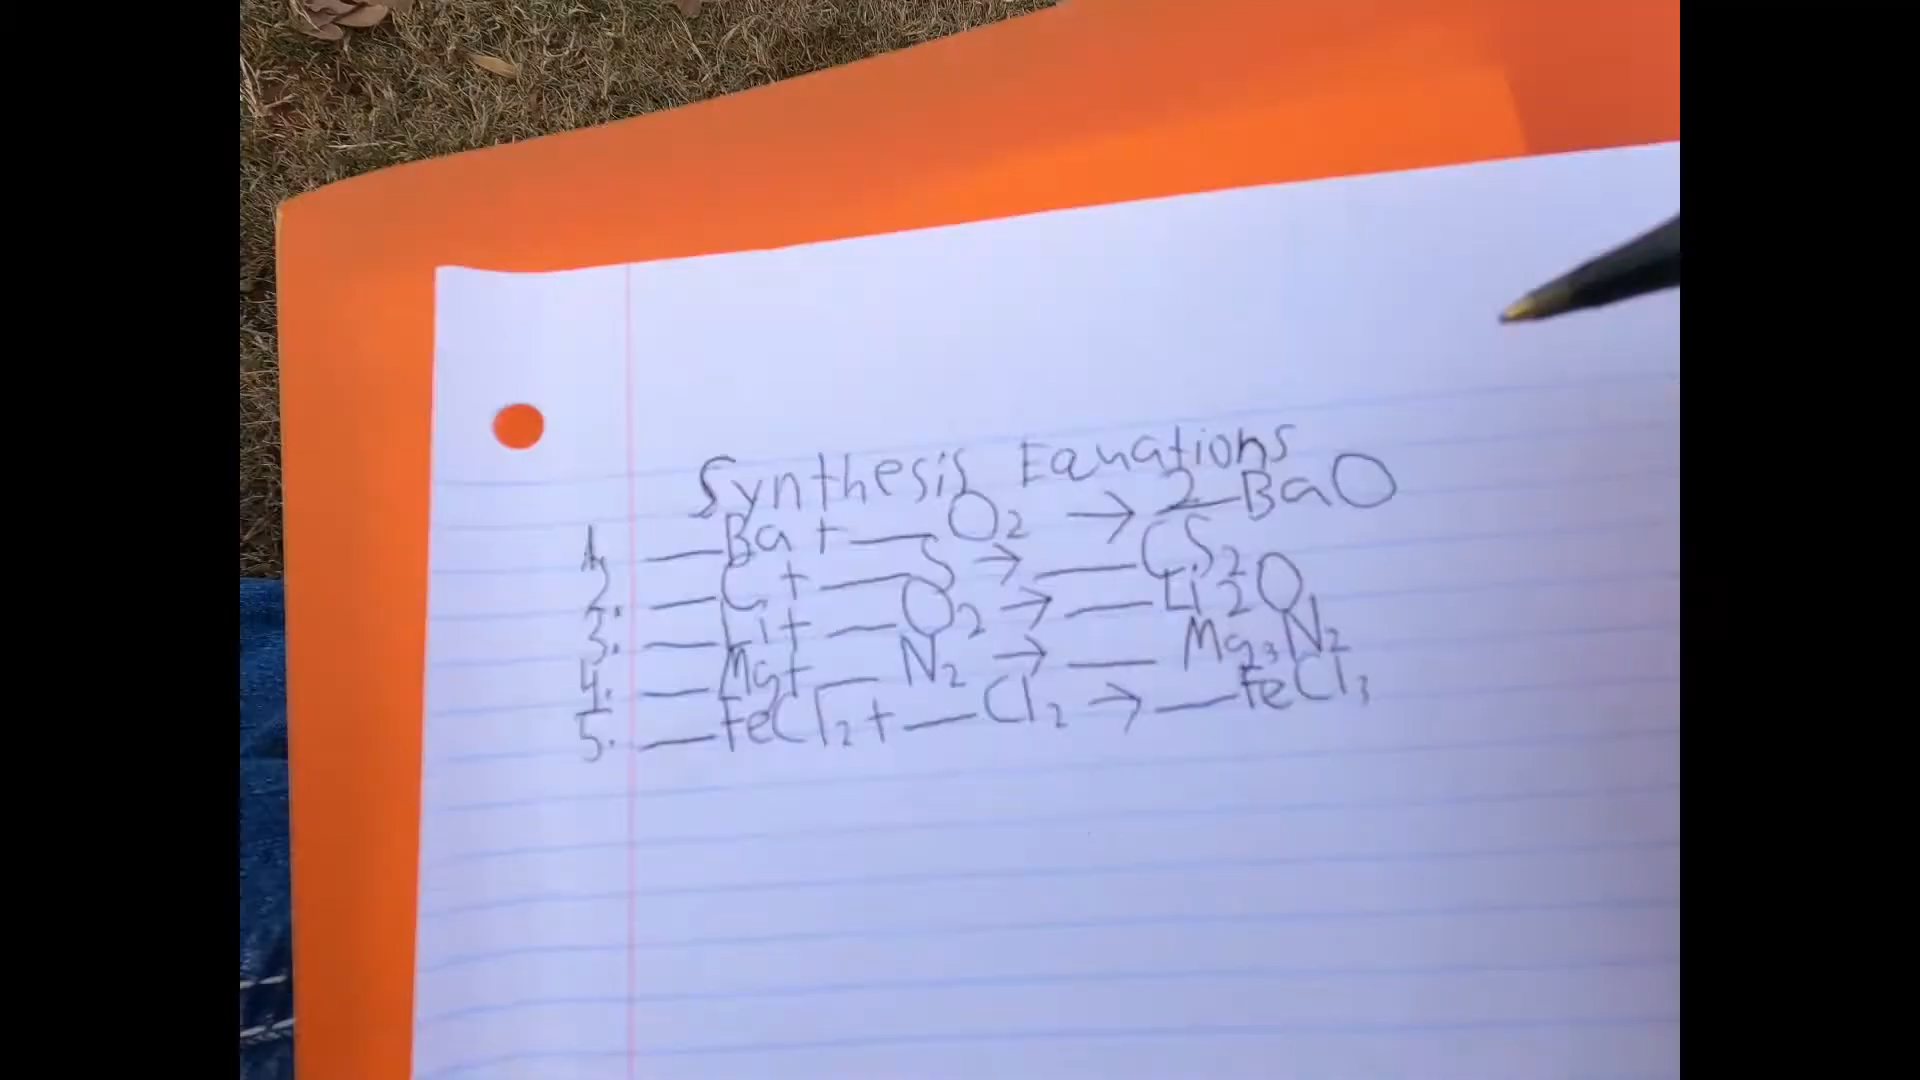 Synthesis Equations
1. __Ba + __O₂ → 2 BaO
2. __C + __S → __CS₂
3. __Li + __O₂ → __Li₂O
4. __Mg + __N₂ → __Mg₃N₂
5. __FeCl₂ + __Cl₂ → __FeCl₃